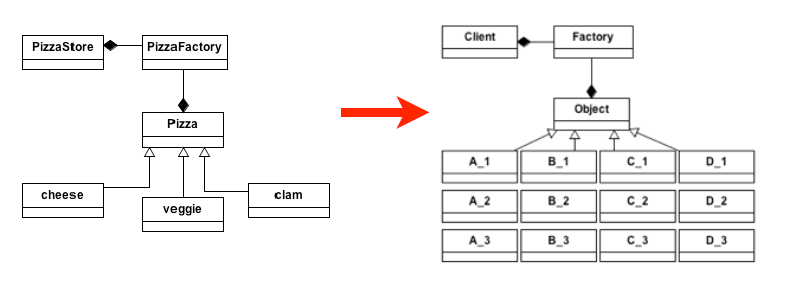 PizzaStore
PizzaFactory
Pizza
cheese
veggie
clam
Client
Factory
Object
A_1 B_1 C_1 D_1
A_2 B_2 C_2 D_2
A_3 B_3 C_3 D_3